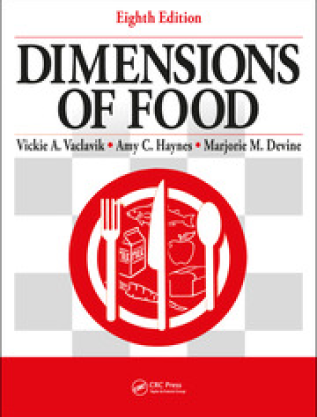 Eighth Edition
DIMENSIONS
OF FOOD
Vickie A. Vaclavik • Amy C. Haynes • Marjorie M. Devine
CRC Press